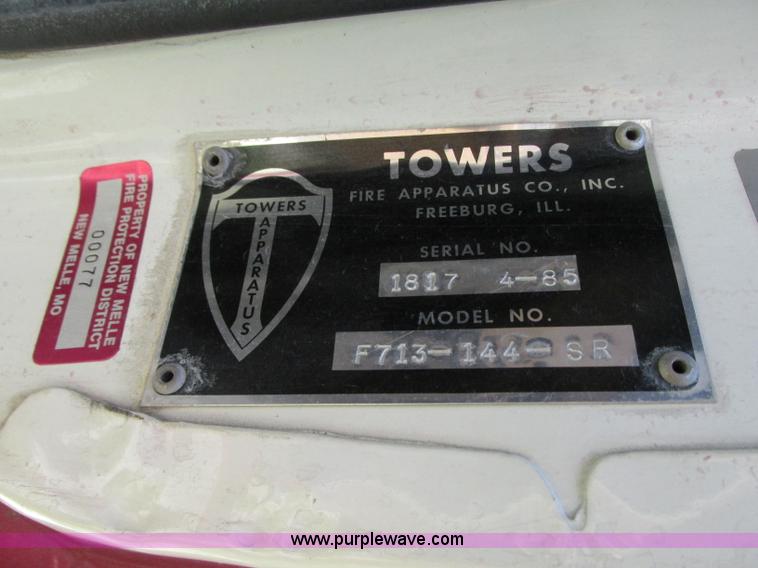 TOWERS
FIRE APPARATUS CO., INC.
FREEBURG, ILL.
SERIAL NO.
1817 4-85
MODEL NO.
F713-144-SR
TOWERS
APPARATUS
PROPERTY OF NEW MELLE
FIRE PROTECTION DISTRICT
00077
NEW MELLE, MO
www.purplewave.com